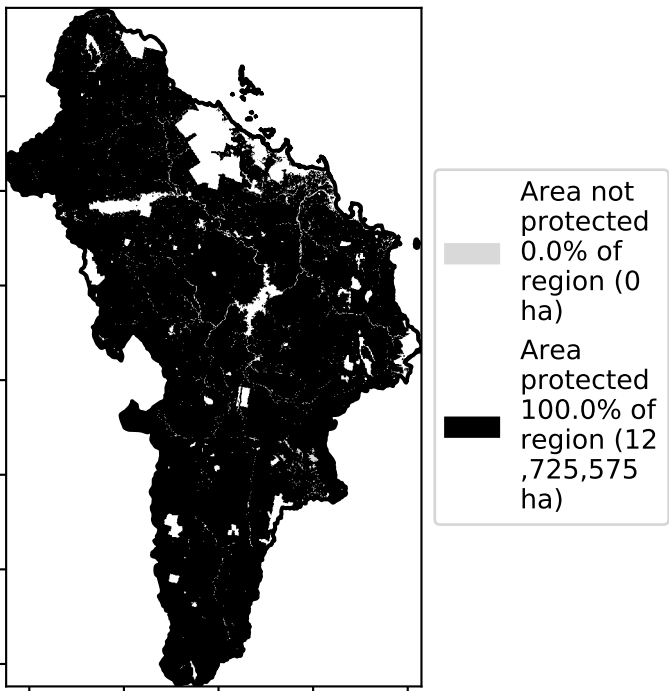 Area not
protected
0.0% of
region (0
ha)
Area
protected
100.0% of
region (12
,725,575
ha)